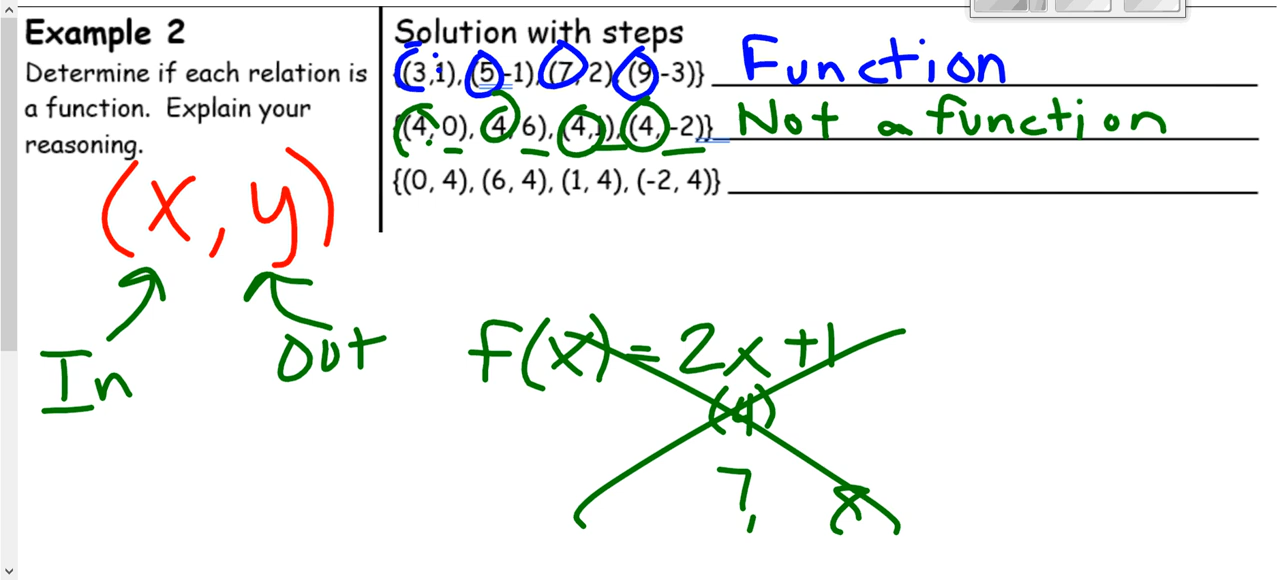 Example 2
Determine if each relation is
a function. Explain your
reasoning.
Solution with steps
{(3,1), (5,-1), (7, 2), (9,-3)} Function
{(4, 0), (4, 6), (4,1), (4, -2)} Not a function
{(0, 4), (6, 4), (1, 4), (-2, 4)}
(x, y)
In
out
f(x) = 2x +1
(4)